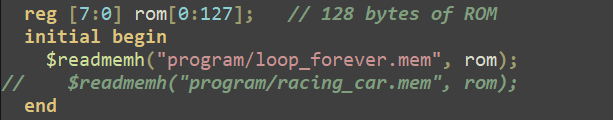 reg [7:0] rom[0:127];   // 128 bytes of ROM
initial begin
  $readmemh("program/loop_forever.mem", rom);
//    $readmemh("program/racing_car.mem", rom);
end